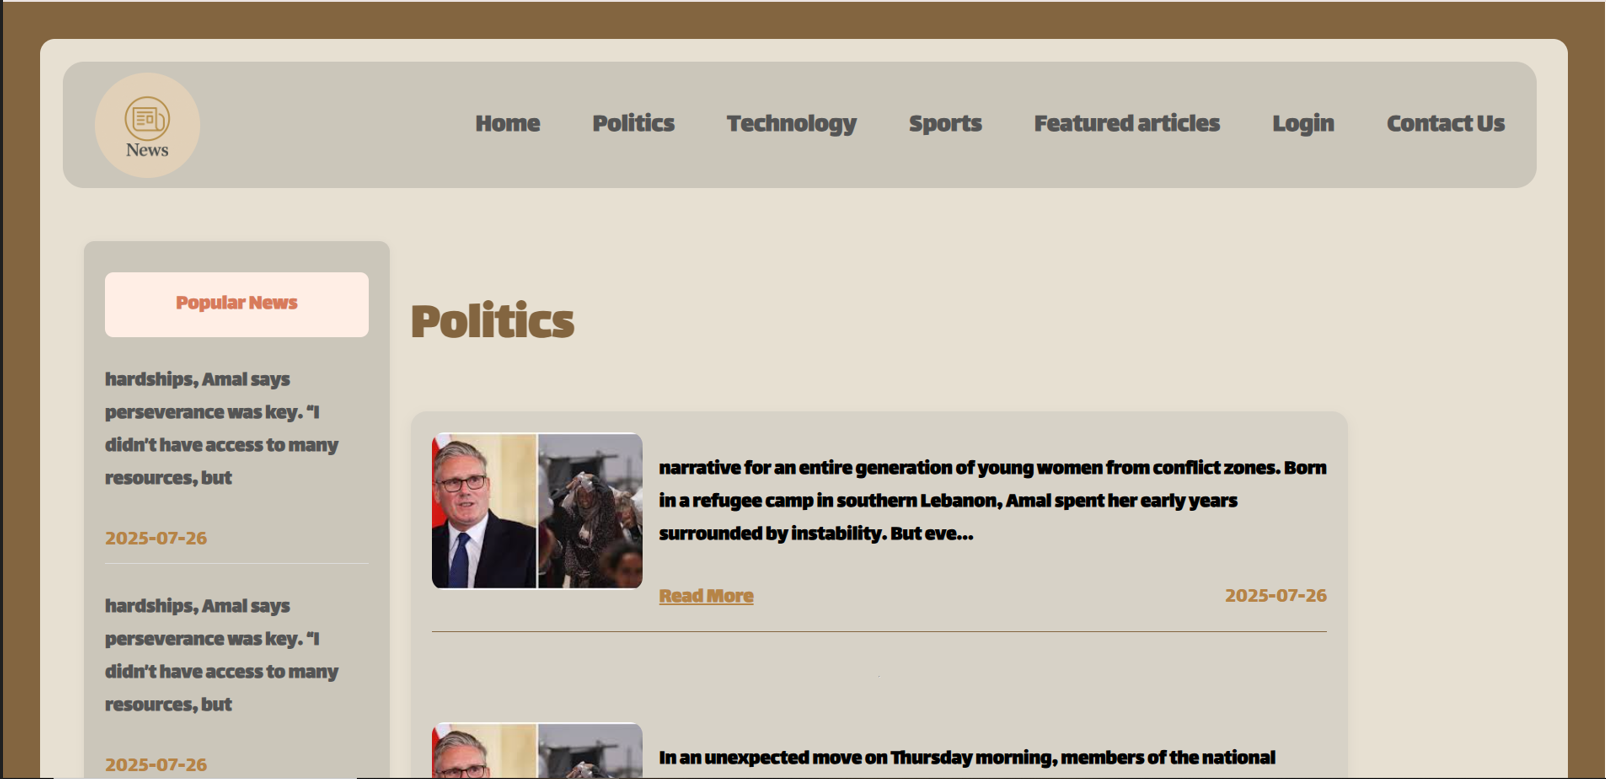 News
Home
Politics
Technology
Sports
Featured articles
Login
Contact Us
Popular News
hardships, Amal says
perseverance was key. "I
didn't have access to many
resources, but
2025-07-26
hardships, Amal says
perseverance was key. "I
didn't have access to many
resources, but
2025-07-26
Politics
narrative for an entire generation of young women from conflict zones. Born
in a refugee camp in southern Lebanon, Amal spent her early years
surrounded by instability. But eve...
Read More
2025-07-26
In an unexpected move on Thursday morning, members of the national